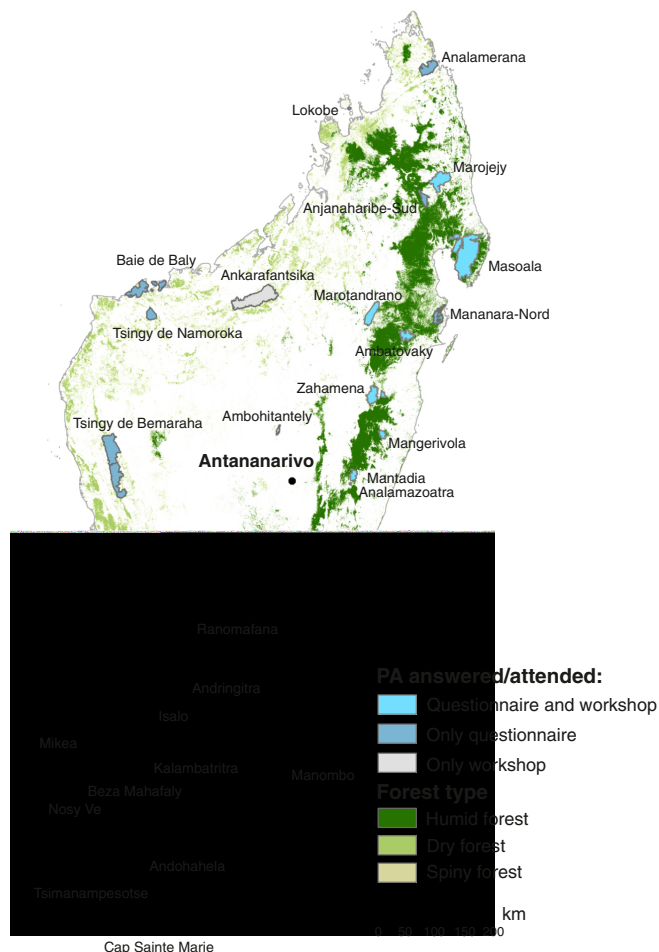 Analamerana
Lokobe
Marojejy
Anjanaharibe-Sud
Baie de Baly
Ankarafantsika
Masoala
Marotandrano
Mananara-Nord
Tsingy de Namoroka
Ambatovaky
Zahamena
Tsingy de Bemaraha
Ambohitantely
Mangerivola
Antananarivo
Mantadia
Analamazoatra
Ranomafana
PA answered/attended:
Andringitra
Questionnaire and workshop
Isalo
Only questionnaire
Mikea
Only workshop
Kalambatritra
Manombo
Beza Mahafaly
Forest type
Nosy Ve
Humid forest
Dry forest
Andohahela
Spiny forest
Tsimanampesotse
km
0 50 100 150 200
Cap Sainte Marie